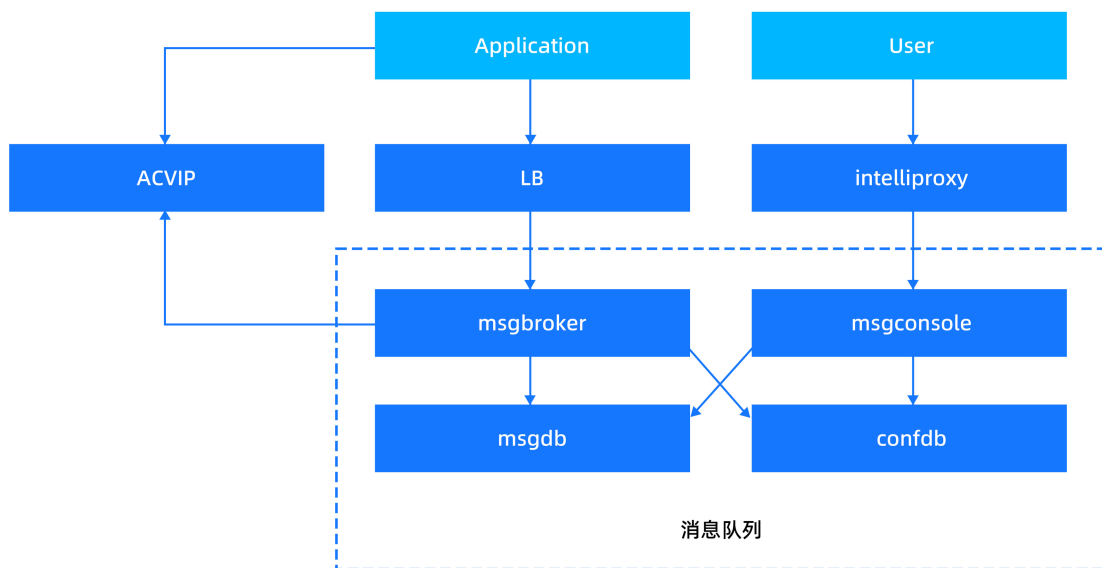 Application
User
ACVIP
LB
intelliproxy
msgbroker
msgconsole
msgdb
confdb
消息队列